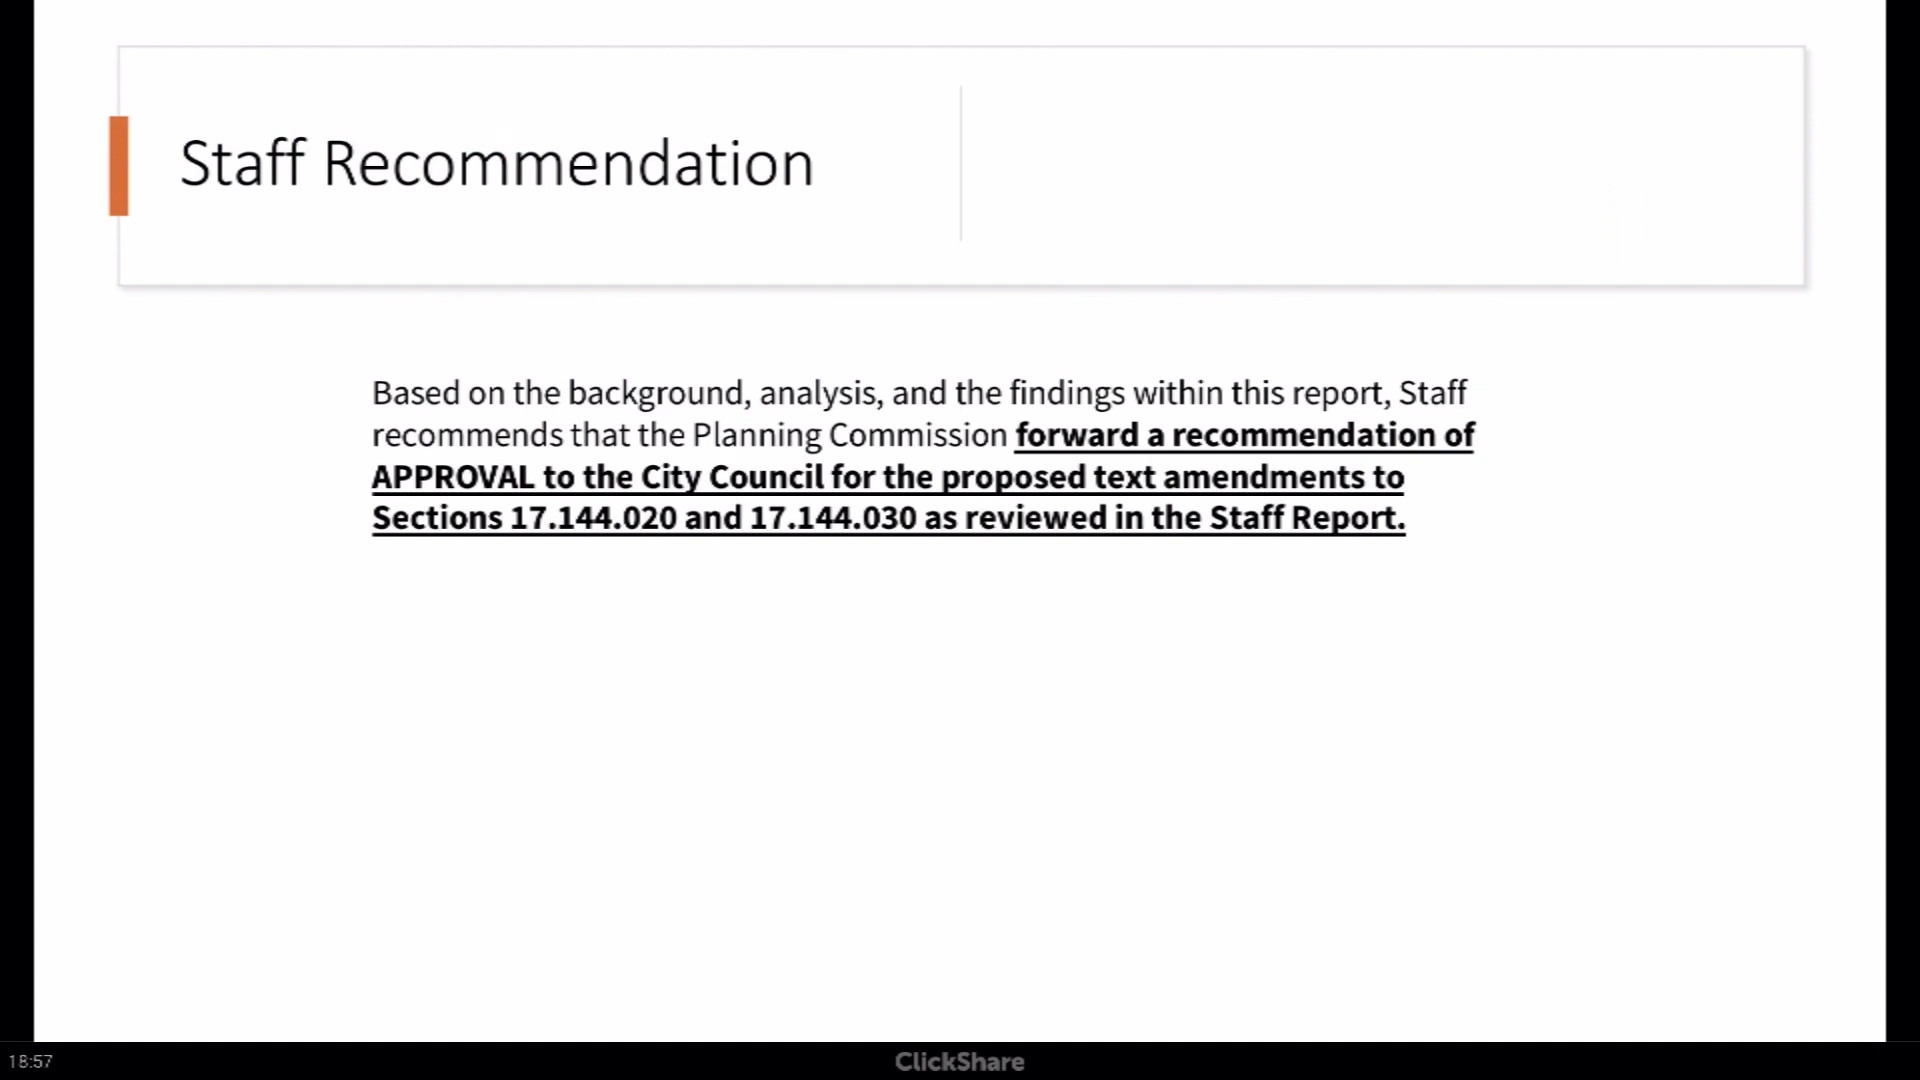 Staff Recommendation
Based on the background, analysis, and the findings within this report, Staff
recommends that the Planning Commission forward a recommendation of
APPROVAL to the City Council for the proposed text amendments to
Sections 17.144.020 and 17.144.030 as reviewed in the Staff Report.
18:57
ClickShare